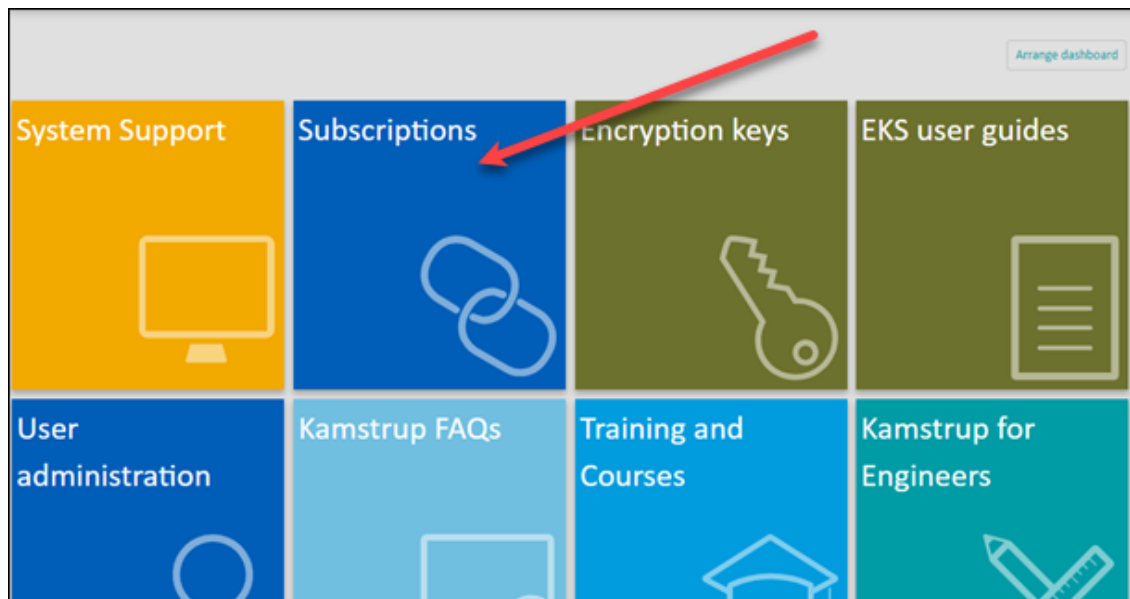 Arrange dashboard
System Support
Subscriptions
Encryption keys
EKS user guides
User
administration
Kamstrup FAQs
Training and
Courses
Kamstrup for
Engineers